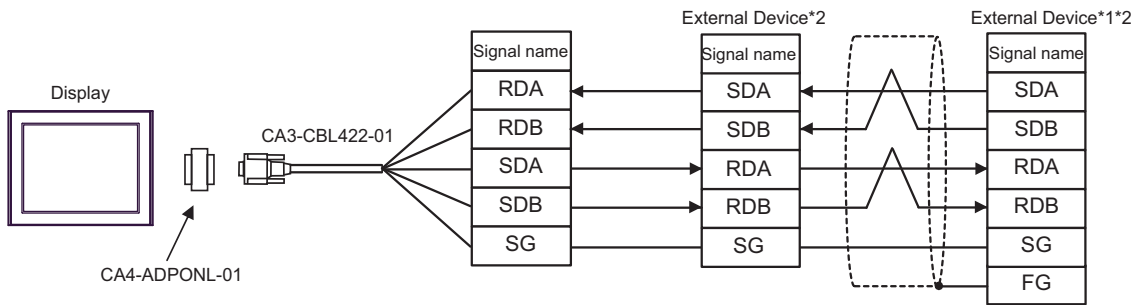 External Device*2
External Device*1*2
Signal name
Signal name
Signal name
Display
CA3-CBL422-01
CA4-ADPONL-01
RDA
SDA
SDA
RDB
SDB
SDB
SDA
RDA
RDA
SDB
RDB
RDB
SG
SG
SG
FG